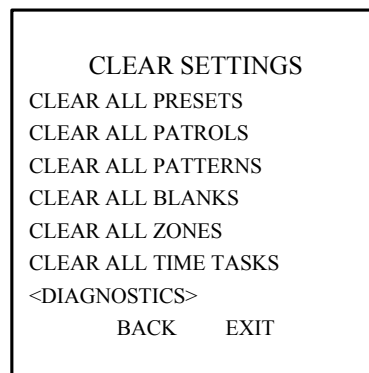 CLEAR SETTINGS
CLEAR ALL PRESETS
CLEAR ALL PATROLS
CLEAR ALL PATTERNS
CLEAR ALL BLANKS
CLEAR ALL ZONES
CLEAR ALL TIME TASKS
<DIAGNOSTICS>
BACK EXIT